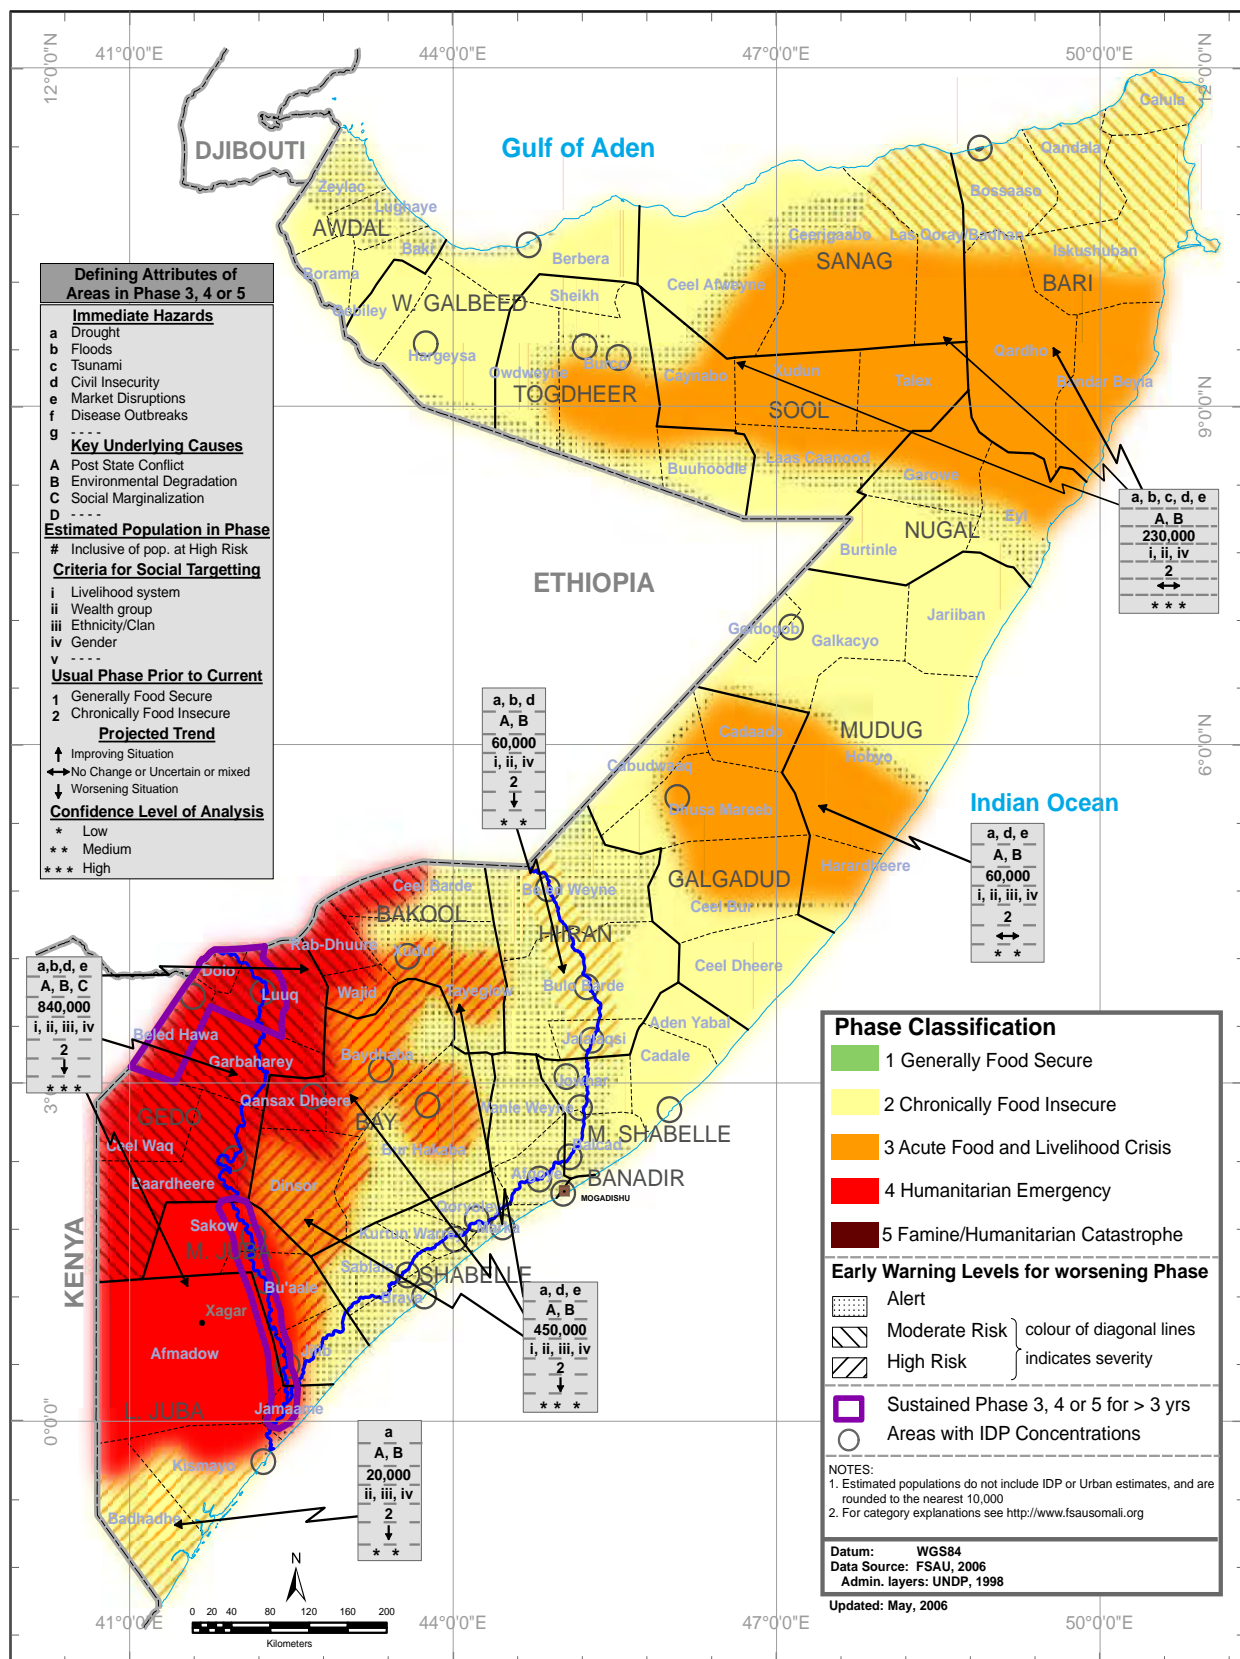 41°0'0"E
44°0'0"E
47°0'0"E
50°0'0"E
12°0'0"N
12°0'0"N
DJIBOUTI
Gulf of Aden
Calula
Qandala
Bossaaso
Zeylac
Lughaye
AWDAL
Baki
Borama
Berbera
Ceerigaabo
Las Qoray/Badhan
SANAG
Iskushuban
BARI
Sheikh
Ceel Afweyne
W. GALBEED
Gebiley
Hargeysa
Burco
Owdweyne
TOGDHEER
Caynabo
Xudun
Talex
Qardho
Bandar Beyla
SOOL
9°0'0"N
Buuhoodle
Laas Caanood
Garowe
Eyl
NUGAL
Burtinle
ETHIOPIA
Jariiban
Goldogob
Galkacyo
Defining Attributes of
Areas in Phase 3, 4 or 5
Immediate Hazards
a Drought
b Floods
c Tsunami
d Civil Insecurity
e Market Disruptions
f Disease Outbreaks
g - - - -
Key Underlying Causes
A Post State Conflict
B Environmental Degradation
C Social Marginalization
D - - - -
Estimated Population in Phase
# Inclusive of pop. at High Risk
Criteria for Social Targetting
i Livelihood system
ii Wealth group
iii Ethnicity/Clan
iv Gender
v - - - -
Usual Phase Prior to Current
1 Generally Food Secure
2 Chronically Food Insecure
Projected Trend
Improving Situation
No Change or Uncertain or mixed
Worsening Situation
Confidence Level of Analysis
* Low
* * Medium
* * * High
a, b, c, d, e
A, B
230,000
i, ii, iv
2
* * *
a, b, d
A, B
60,000
i, ii, iv
2
* *
MUDUG
Cadaado
Hobyo
Cabudwaaq
Dhusa Mareeb
Harardheere
GALGADUD
Ceel Bur
Ceel Dheere
6°0'0"N
Indian Ocean
a, d, e
A, B
60,000
i, ii, iii, iv
2
* *
Ceel Barde
BAKOOL
Rab-Dhuure
Xudur
Wajid
Tayeglow
Beled Weyne
HIIRAN
Bulo Barde
Jalalaqsi
Aden Yabal
Cadale
Dolo
Luuq
Beled Hawa
Garbaharey
GEDO
Ceel Waq
Baardheere
Baydhaba
Qansax Dheere
BAY
Bur Hakaba
Dinsor
Jowhar
Wanle Weyne
M. SHABELLE
Balcad
Afgoye
BANADIR
MOGADISHU
Qoryoley
Marka
Kurtun Warrey
Sablale
L. SHABELLE
Brava
a,b,d, e
A, B, C
840,000
i, ii, iii, iv
2
* * *
3°0'0"N
KENYA
Sakow
M. JUBA
Bu'aale
Xagar
Afmadow
Jilib
Jamaame
L. JUBA
Kismayo
Badhadhe
0°0'0"
a, d, e
A, B
450,000
i, ii, iii, iv
2
* * *
a
A, B
20,000
ii, iii, iv
2
* *
Phase Classification
1 Generally Food Secure
2 Chronically Food Insecure
3 Acute Food and Livelihood Crisis
4 Humanitarian Emergency
5 Famine/Humanitarian Catastrophe
Early Warning Levels for worsening Phase
Alert
Moderate Risk
High Risk
colour of diagonal lines
indicates severity
Sustained Phase 3, 4 or 5 for > 3 yrs
Areas with IDP Concentrations
NOTES:
1. Estimated populations do not include IDP or Urban estimates, and are
rounded to the nearest 10,000
2. For category explanations see http://www.fsausomali.org
Datum: WGS84
Data Source: FSAU, 2006
Admin. layers: UNDP, 1998
Updated: May, 2006
N
0 20 40 80 120 160 200
Kilometers
41°0'0"E
44°0'0"E
47°0'0"E
50°0'0"E